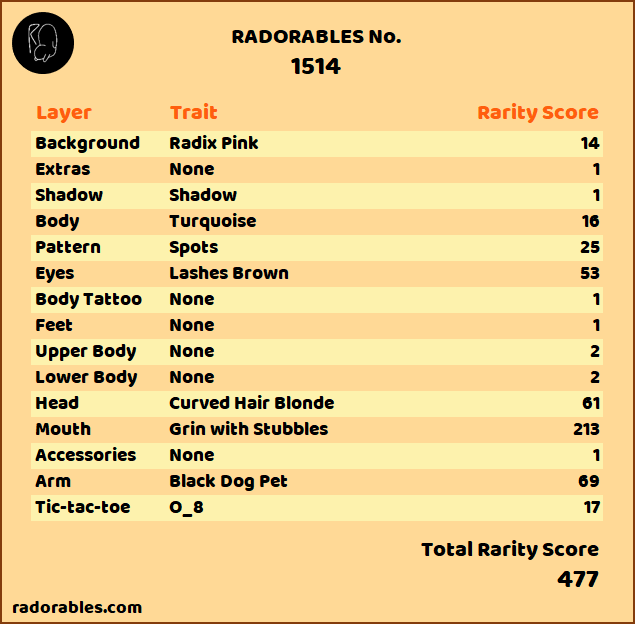 RADORABLES No.
1514
Layer Trait Rarity Score
Background Radix Pink 14
Extras None 1
Shadow Shadow 1
Body Turquoise 16
Pattern Spots 25
Eyes Lashes Brown 53
Body Tattoo None 1
Feet None 1
Upper Body None 2
Lower Body None 2
Head Curved Hair Blonde 61
Mouth Grin with Stubbles 213
Accessories None 1
Arm Black Dog Pet 69
Tic-tac-toe O_8 17
Total Rarity Score
477
radorables.com